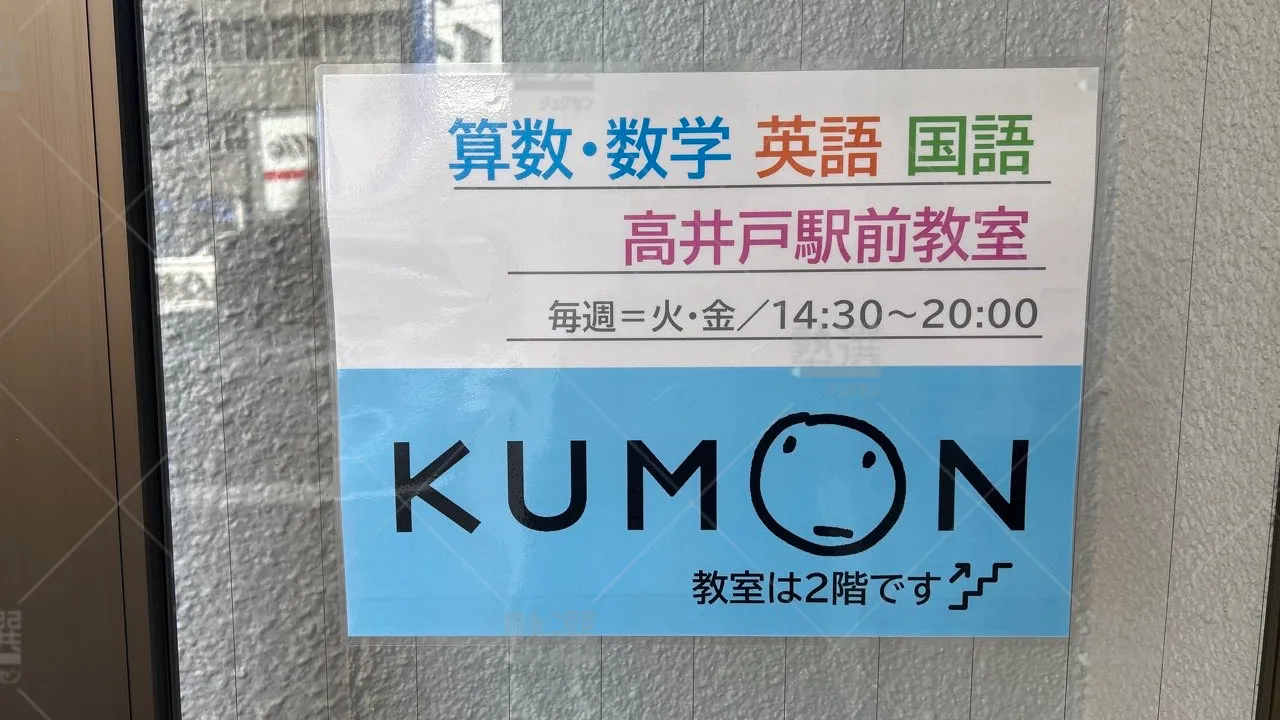 算数・数学 英語 国語
高井戸駅前教室
毎週＝火・金／14:30～20:00
KUMON
教室は2階です